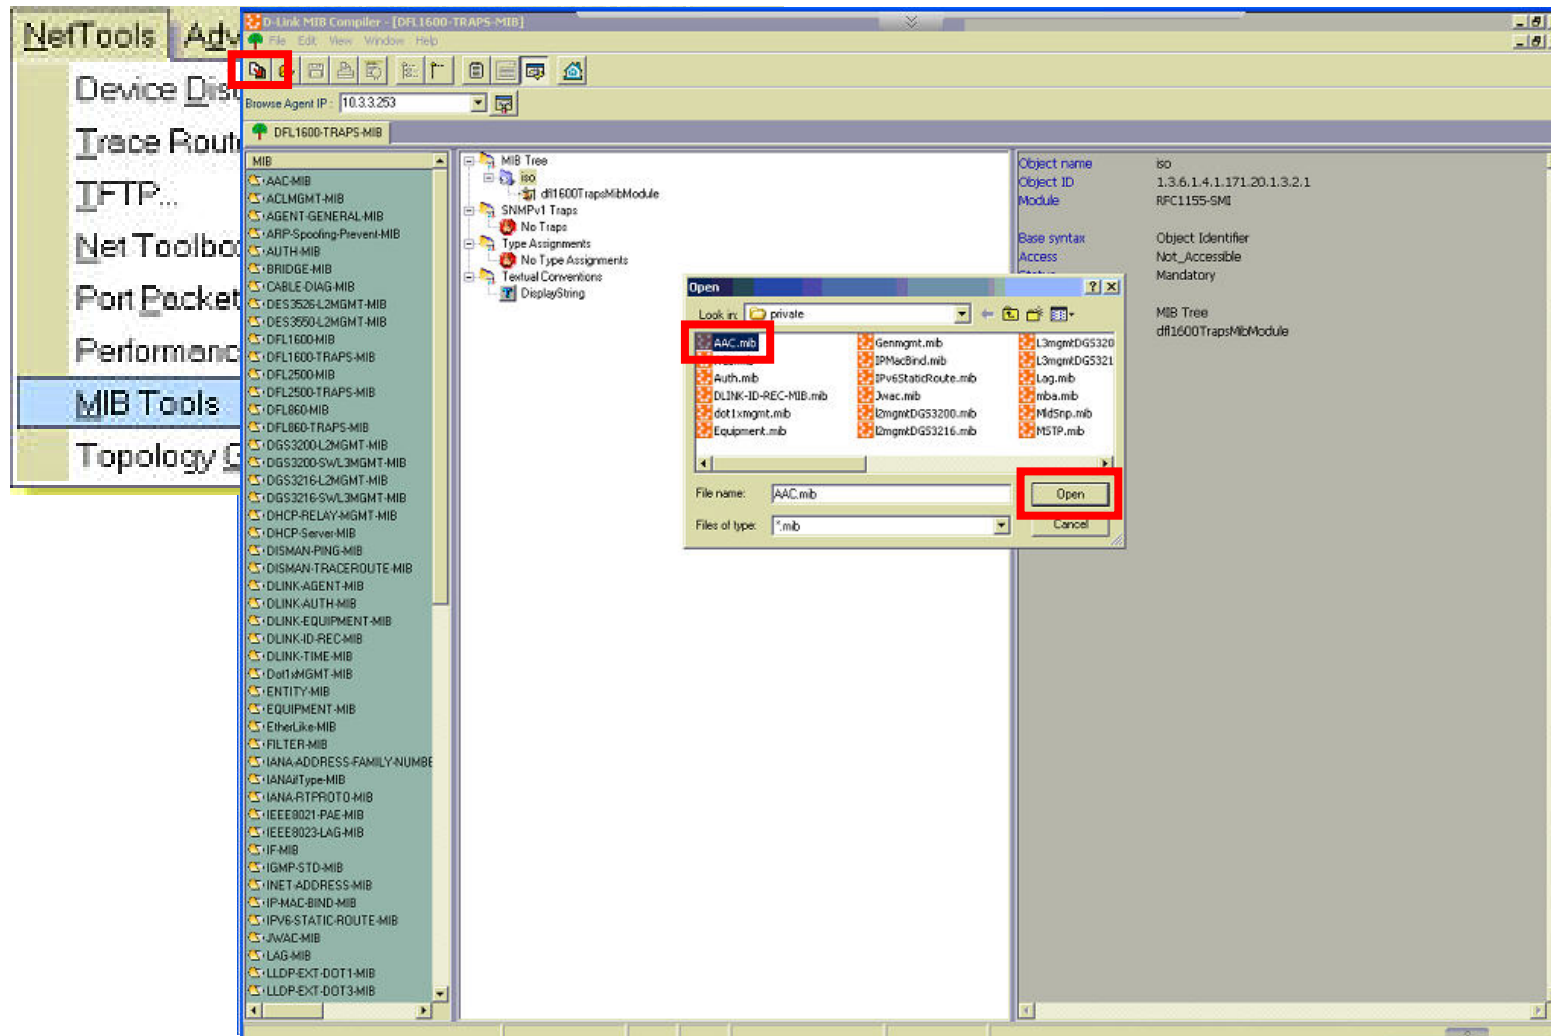 NetTools Adv
Device Disc
Trace Rout
TFTP...
Net Toolbo
Port Packet
Performanc
MIB Tools
Topology G
D-Link MIB Compiler - [DFL1600-TRAPS-MIB]
File Edit View Window Help
Browse Agent IP : 10.3.3.253
DFL1600-TRAPS-MIB
MIB
AAC-MIB
ACLMGMT-MIB
AGENT-GENERAL-MIB
ARP-Spoofing-Prevent-MIB
AUTH-MIB
BRIDGE-MIB
CABLE-DIAG-MIB
DES3526-L2MGMT-MIB
DES3550-L2MGMT-MIB
DFL1600-MIB
DFL1600-TRAPS-MIB
DFL2500-MIB
DFL2500-TRAPS-MIB
DFL860-MIB
DFL860-TRAPS-MIB
DGS3200-L2MGMT-MIB
DGS3200-SWL3MGMT-MIB
DGS3216-L2MGMT-MIB
DGS3216-SWL3MGMT-MIB
DHCP-RELAY-MGMT-MIB
DHCP-Server-MIB
DISMAN-PING-MIB
DISMAN-TRACEROUTE-MIB
DLINK-AGENT-MIB
DLINK-AUTH-MIB
DLINK-EQUIPMENT-MIB
DLINK-ID-REC-MIB
DLINK-TIME-MIB
Dot1xMGMT-MIB
ENTITY-MIB
EQUIPMENT-MIB
EtherLike-MIB
FILTER-MIB
IANA-ADDRESS-FAMILY-NUMBE
IANAifType-MIB
IANA-RTPROTO-MIB
IEEE8021-PAE-MIB
IEEE8023-LAG-MIB
IF-MIB
IGMP-STD-MIB
INET-ADDRESS-MIB
IP-MAC-BIND-MIB
IPV6-STATIC-ROUTE-MIB
JWAC-MIB
LAG-MIB
LLDP-EXT-DOT1-MIB
LLDP-EXT-DOT3-MIB
MIB Tree
iso
dfl1600TrapsMibModule
SNMPv1 Traps
No Traps
Type Assignments
No Type Assignments
Textual Conventions
DisplayString
Object name iso
Object ID 1.3.6.1.4.1.171.20.1.3.2.1
Module RFC1155-SMI
Base syntax Object Identifier
Access Not_Accessible
Mandatory
MIB Tree
dfl1600TrapsMibModule
Open
Look in: private
AAC.mib Genmgmt.mib L3mgmtDGS320
IPMacBind.mib L3mgmtDGS321
Auth.mib IPv6StaticRoute.mib Lag.mib
DLINK-ID-REC-MIB.mib Jwac.mib mba.mib
dot1xmgmt.mib l2mgmtDGS3200.mib MldSnp.mib
Equipment.mib l2mgmtDGS3216.mib MSTP.mib
File name: AAC.mib Open
Files of type: *.mib Cancel